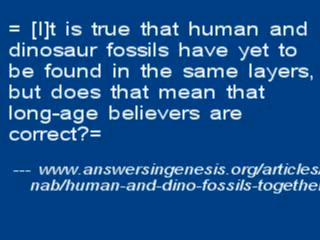 = [I]t is true that human and
dinosaur fossils have yet to
be found in the same layers,
but does that mean that
long-age believers are
correct?=
--- www.answersingenesis.org/articles/
nab/human-and-dino-fossils-together